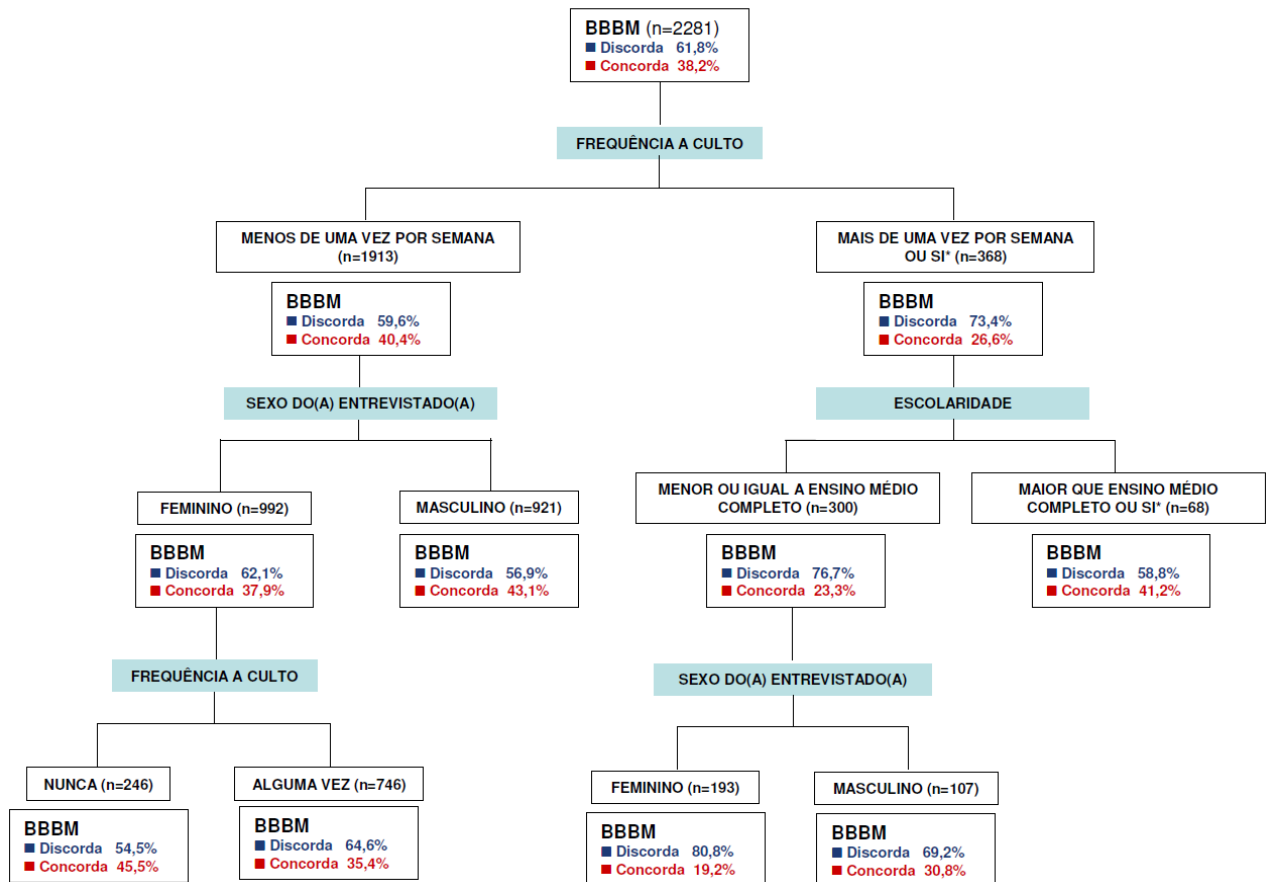 BBBM (n=2281)
■ Discorda 61,8%
■ Concorda 38,2%
FREQUÊNCIA A CULTO
MENOS DE UMA VEZ POR SEMANA
(n=1913)
BBBM
■ Discorda 59,6%
■ Concorda 40,4%
MAIS DE UMA VEZ POR SEMANA
OU SI* (n=368)
BBBM
■ Discorda 73,4%
■ Concorda 26,6%
SEXO DO(A) ENTREVISTADO(A)
ESCOLARIDADE
FEMININO (n=992)
BBBM
■ Discorda 62,1%
■ Concorda 37,9%
MASCULINO (n=921)
BBBM
■ Discorda 56,9%
■ Concorda 43,1%
MENOR OU IGUAL A ENSINO MÉDIO
COMPLETO (n=300)
BBBM
■ Discorda 76,7%
■ Concorda 23,3%
MAIOR QUE ENSINO MÉDIO
COMPLETO OU SI* (n=68)
BBBM
■ Discorda 58,8%
■ Concorda 41,2%
FREQUÊNCIA A CULTO
SEXO DO(A) ENTREVISTADO(A)
NUNCA (n=246)
BBBM
■ Discorda 54,5%
■ Concorda 45,5%
ALGUMA VEZ (n=746)
BBBM
■ Discorda 64,6%
■ Concorda 35,4%
FEMININO (n=193)
BBBM
■ Discorda 80,8%
■ Concorda 19,2%
MASCULINO (n=107)
BBBM
■ Discorda 69,2%
■ Concorda 30,8%